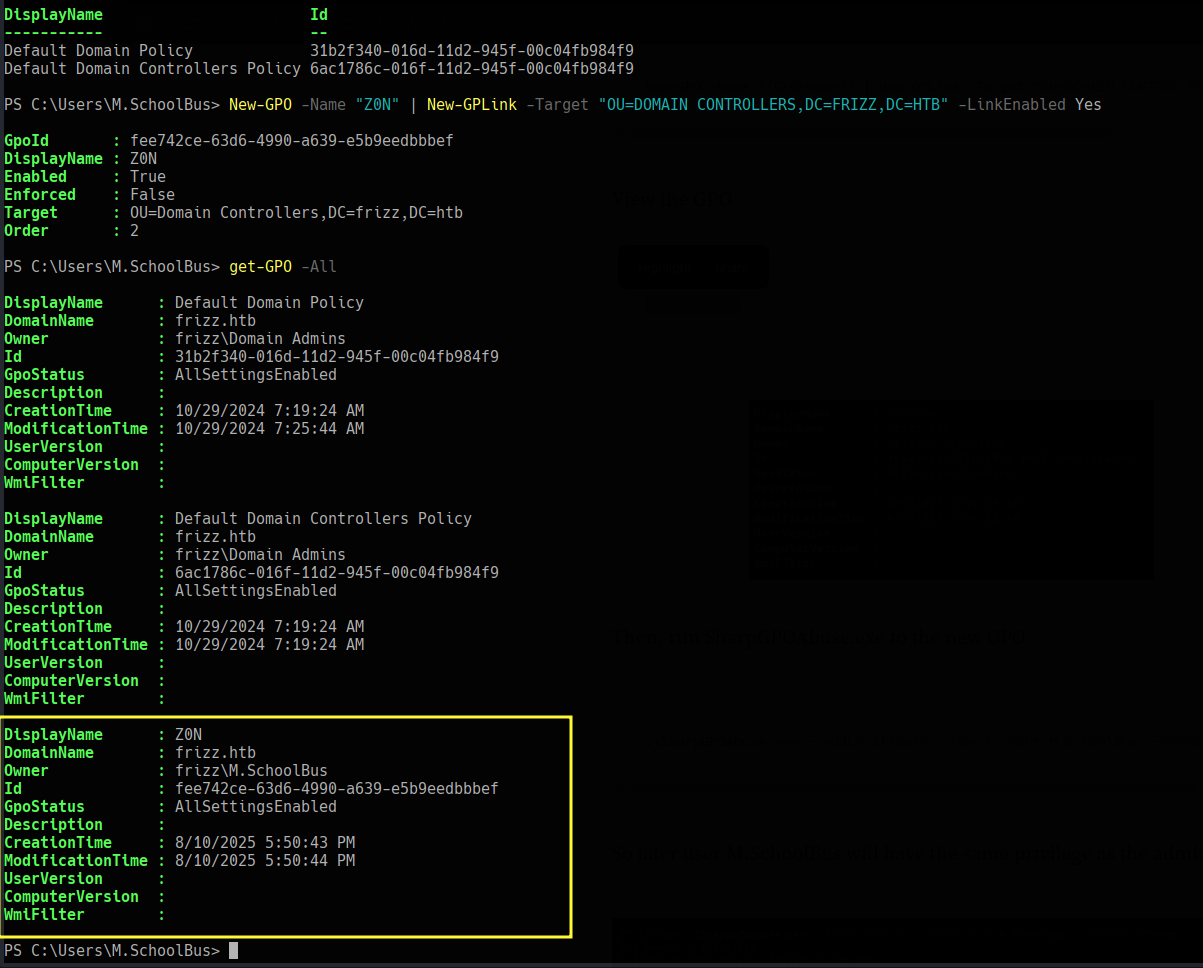 DisplayName                       Id
-----------                       --
Default Domain Policy             31b2f340-016d-11d2-945f-00c04fb984f9
Default Domain Controllers Policy 6ac1786c-016f-11d2-945f-00c04fb984f9
PS C:\Users\M.SchoolBus> New-GPO -Name "Z0N" | New-GPLink -Target "OU=DOMAIN CONTROLLERS,DC=FRIZZ,DC=HTB" -LinkEnabled Yes
GpoId       : fee742ce-63d6-4990-a639-e5b9eedbbbef
DisplayName : Z0N
Enabled     : True
Enforced    : False
Target      : OU=Domain Controllers,DC=frizz,DC=htb
Order       : 2
PS C:\Users\M.SchoolBus> get-GPO -All
DisplayName      : Default Domain Policy
DomainName       : frizz.htb
Owner            : frizz\Domain Admins
Id               : 31b2f340-016d-11d2-945f-00c04fb984f9
GpoStatus        : AllSettingsEnabled
Description      :
CreationTime     : 10/29/2024 7:19:24 AM
ModificationTime : 10/29/2024 7:25:44 AM
UserVersion      :
ComputerVersion  :
WmiFilter        :
DisplayName      : Default Domain Controllers Policy
DomainName       : frizz.htb
Owner            : frizz\Domain Admins
Id               : 6ac1786c-016f-11d2-945f-00c04fb984f9
GpoStatus        : AllSettingsEnabled
Description      :
CreationTime     : 10/29/2024 7:19:24 AM
ModificationTime : 10/29/2024 7:19:24 AM
UserVersion      :
ComputerVersion  :
WmiFilter        :
DisplayName      : Z0N
DomainName       : frizz.htb
Owner            : frizz\M.SchoolBus
Id               : fee742ce-63d6-4990-a639-e5b9eedbbbef
GpoStatus        : AllSettingsEnabled
Description      :
CreationTime     : 8/10/2025 5:50:43 PM
ModificationTime : 8/10/2025 5:50:44 PM
UserVersion      :
ComputerVersion  :
WmiFilter        :
PS C:\Users\M.SchoolBus>